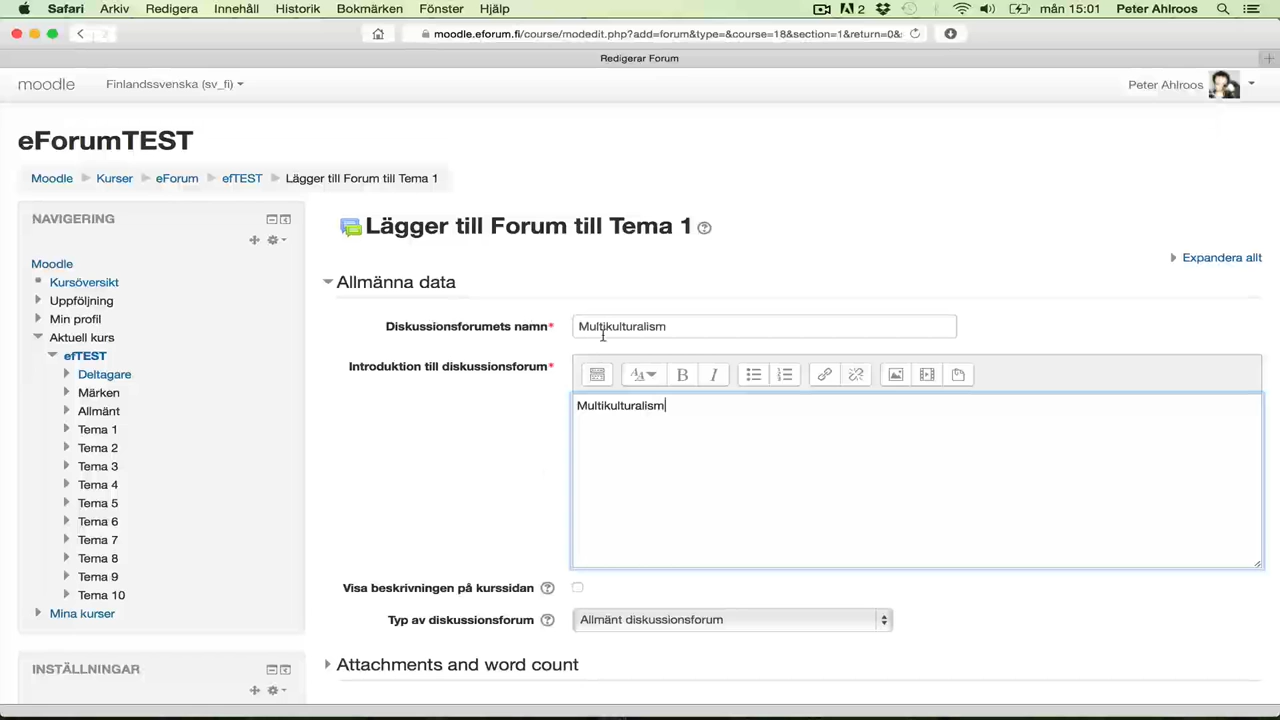 Safari Arkiv Redigera Innehåll Historik Bokmärken Fönster Hjälp 2 mån 15:01 Peter Ahlroos
moodle.eforum.fi/course/modedit.php?add=forum&type=&course=18&section=1&return=0&
Redigerar Forum
moodle Finlandssvenska (sv_fi) Peter Ahlroos
eForumTEST
Moodle Kurser eForum efTEST Lägger till Forum till Tema 1
NAVIGERING
Moodle
Kursöversikt
Uppföljning
Min profil
Aktuell kurs
efTEST
Deltagare
Märken
Allmänt
Tema 1
Tema 2
Tema 3
Tema 4
Tema 5
Tema 6
Tema 7
Tema 8
Tema 9
Tema 10
Mina kurser
INSTÄLLNINGAR
Lägger till Forum till Tema 1
Expandera allt
Allmänna data
Diskussionsforumets namn* Multikulturalism
Introduktion till diskussionsforum*
Multikulturalism
Visa beskrivningen på kurssidan
Typ av diskussionsforum Allmänt diskussionsforum
Attachments and word count